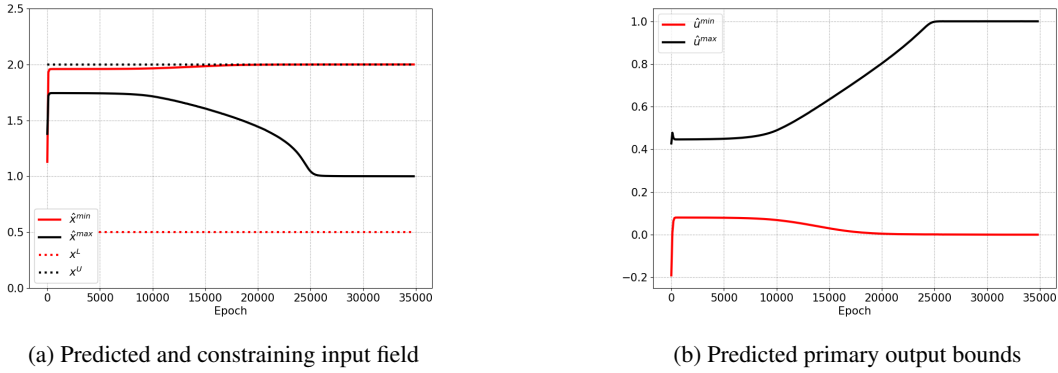 2.5
2.0
1.5
1.0
0.5
0.0
x̂^min
x̂^max
x^L
x^U
0 5000 10000 15000 20000 25000 30000 35000
Epoch
(a) Predicted and constraining input field
1.0
0.8
0.6
0.4
0.2
0.0
−0.2
û^min
û^max
0 5000 10000 15000 20000 25000 30000 35000
Epoch
(b) Predicted primary output bounds